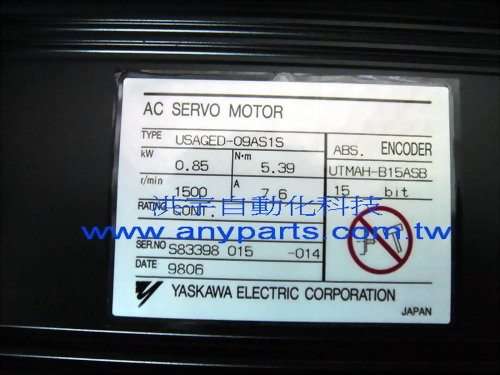 AC SERVO MOTOR
TYPE USAGED-09AS1S
ABS. ENCODER
kW 0.85 N·m 5.39
UTMAH-B15ASB
r/min 1500 A 7.6
15 bit
RATING CONT.
洪宇自動化科技
www.anyparts.com.tw
SER.NO S83398 015 -014
DATE 9806
YASKAWA ELECTRIC CORPORATION
JAPAN